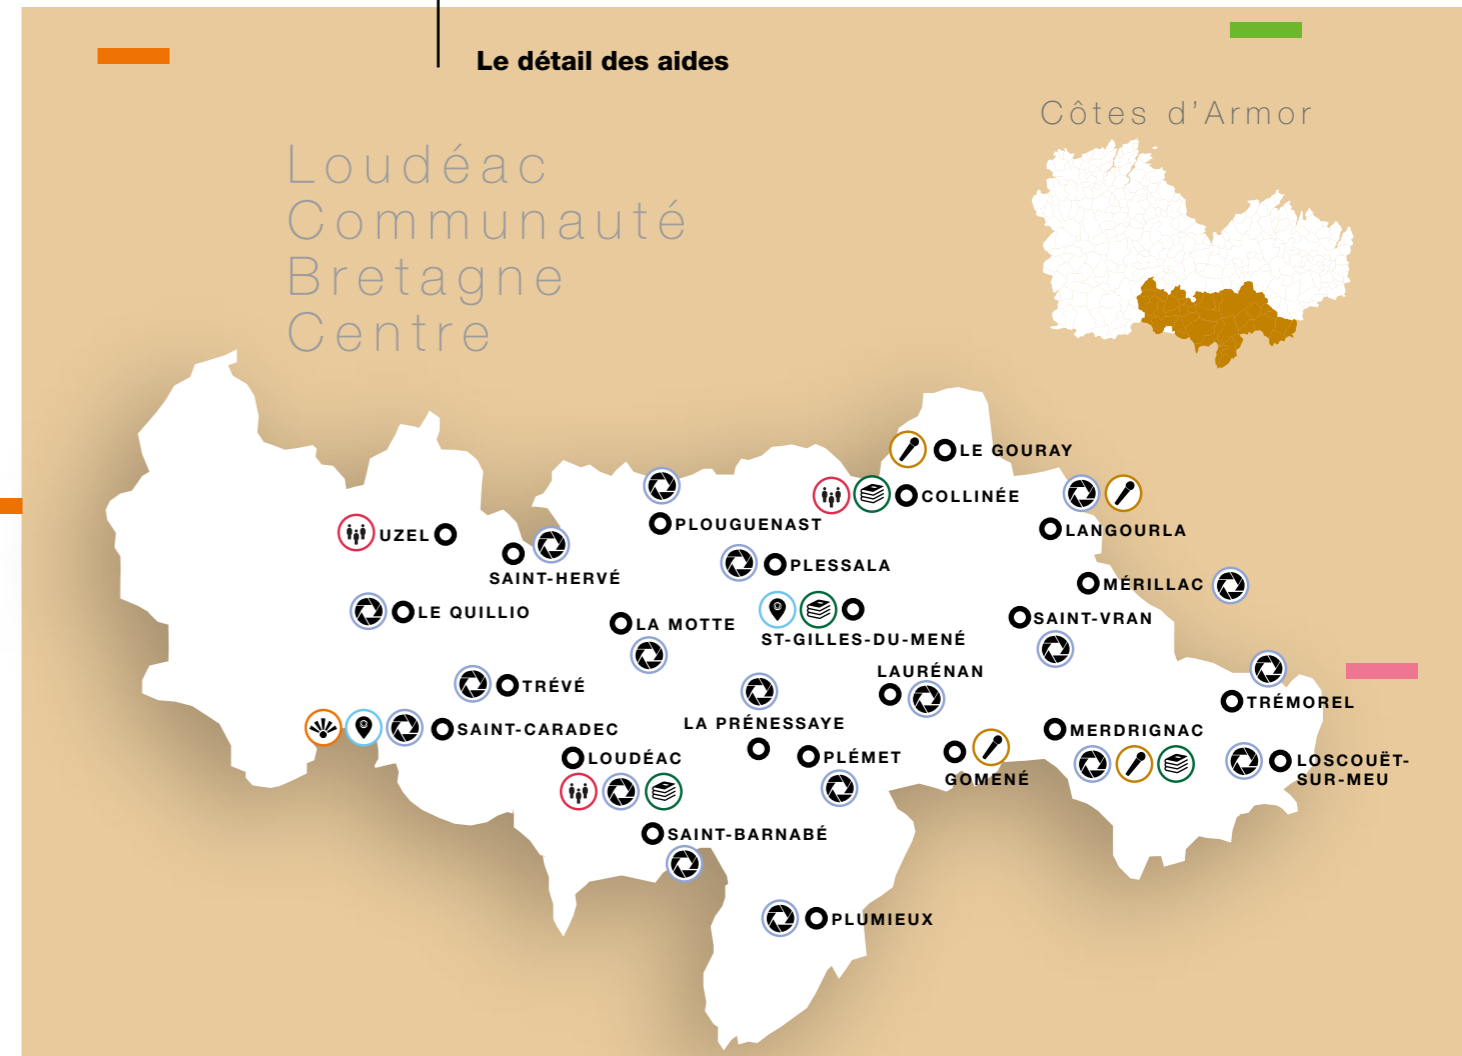 Le détail des aides
Côtes d'Armor
Loudéac
Communauté
Bretagne
Centre
LE GOURAY
COLLINÉE
PLOUGUENAST
LANGOURLA
UZEL
SAINT-HERVÉ
PLESSALA
MÉRILLAC
LE QUILLIO
LA MOTTE
SAINT-VRAN
ST-GILLES-DU-MENÉ
LAURÉNAN
TRÉVÉ
TRÉMOREL
LA PRÉNESSAYE
SAINT-CARADEC
MERDRIGNAC
LOUDÉAC
PLÉMET
GOMENÉ
LOSCOUËT-
SUR-MEU
SAINT-BARNABÉ
PLUMIEUX